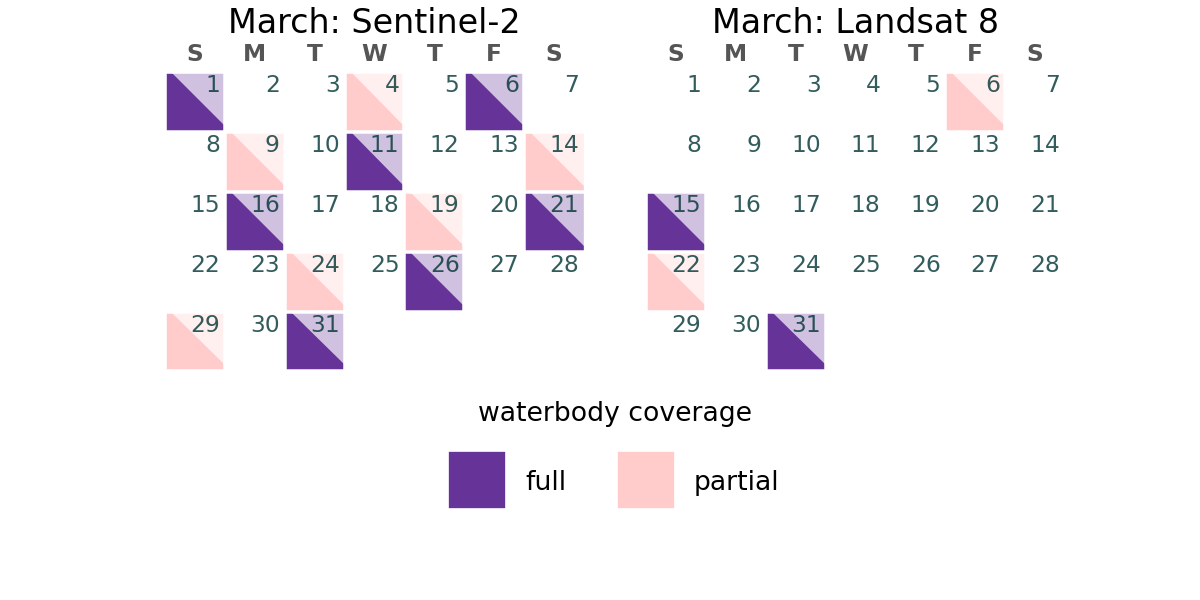 March: Sentinel-2
S M T W T F S
1 2 3 4 5 6 7
8 9 10 11 12 13 14
15 16 17 18 19 20 21
22 23 24 25 26 27 28
29 30 31
March: Landsat 8
S M T W T F S
1 2 3 4 5 6 7
8 9 10 11 12 13 14
15 16 17 18 19 20 21
22 23 24 25 26 27 28
29 30 31
waterbody coverage
full
partial